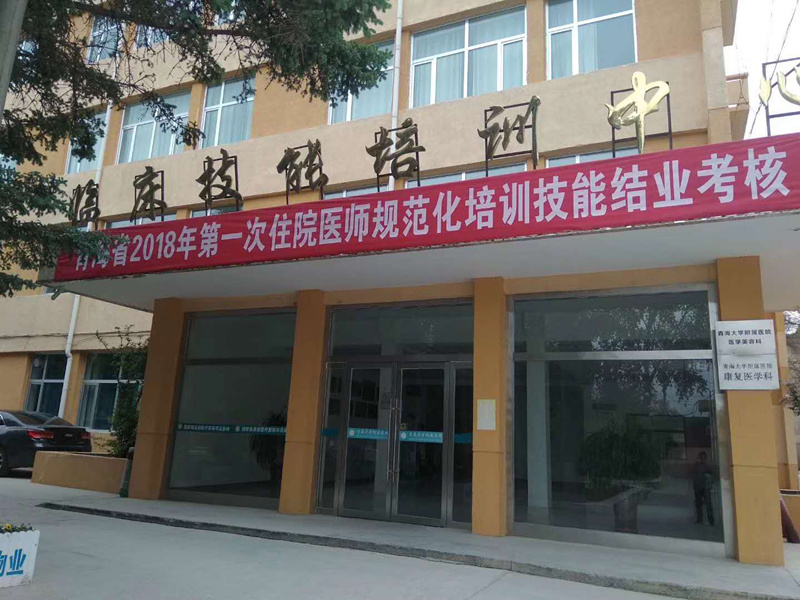 临床技能培训中心
青海省2018年第一次住院医师规范化培训技能结业考核
青海大学附属医院
医学美容科
青海大学附属医院
康复医学科
物业